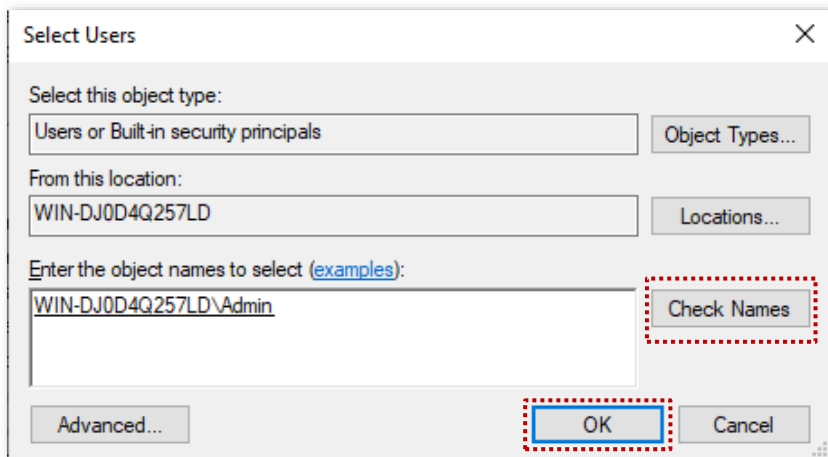 Select Users
Select this object type:
Users or Built-in security principals
Object Types...
From this location:
WIN-DJ0D4Q257LD
Locations...
Enter the object names to select (examples):
WIN-DJ0D4Q257LD\Admin
Check Names
Advanced...
OK
Cancel